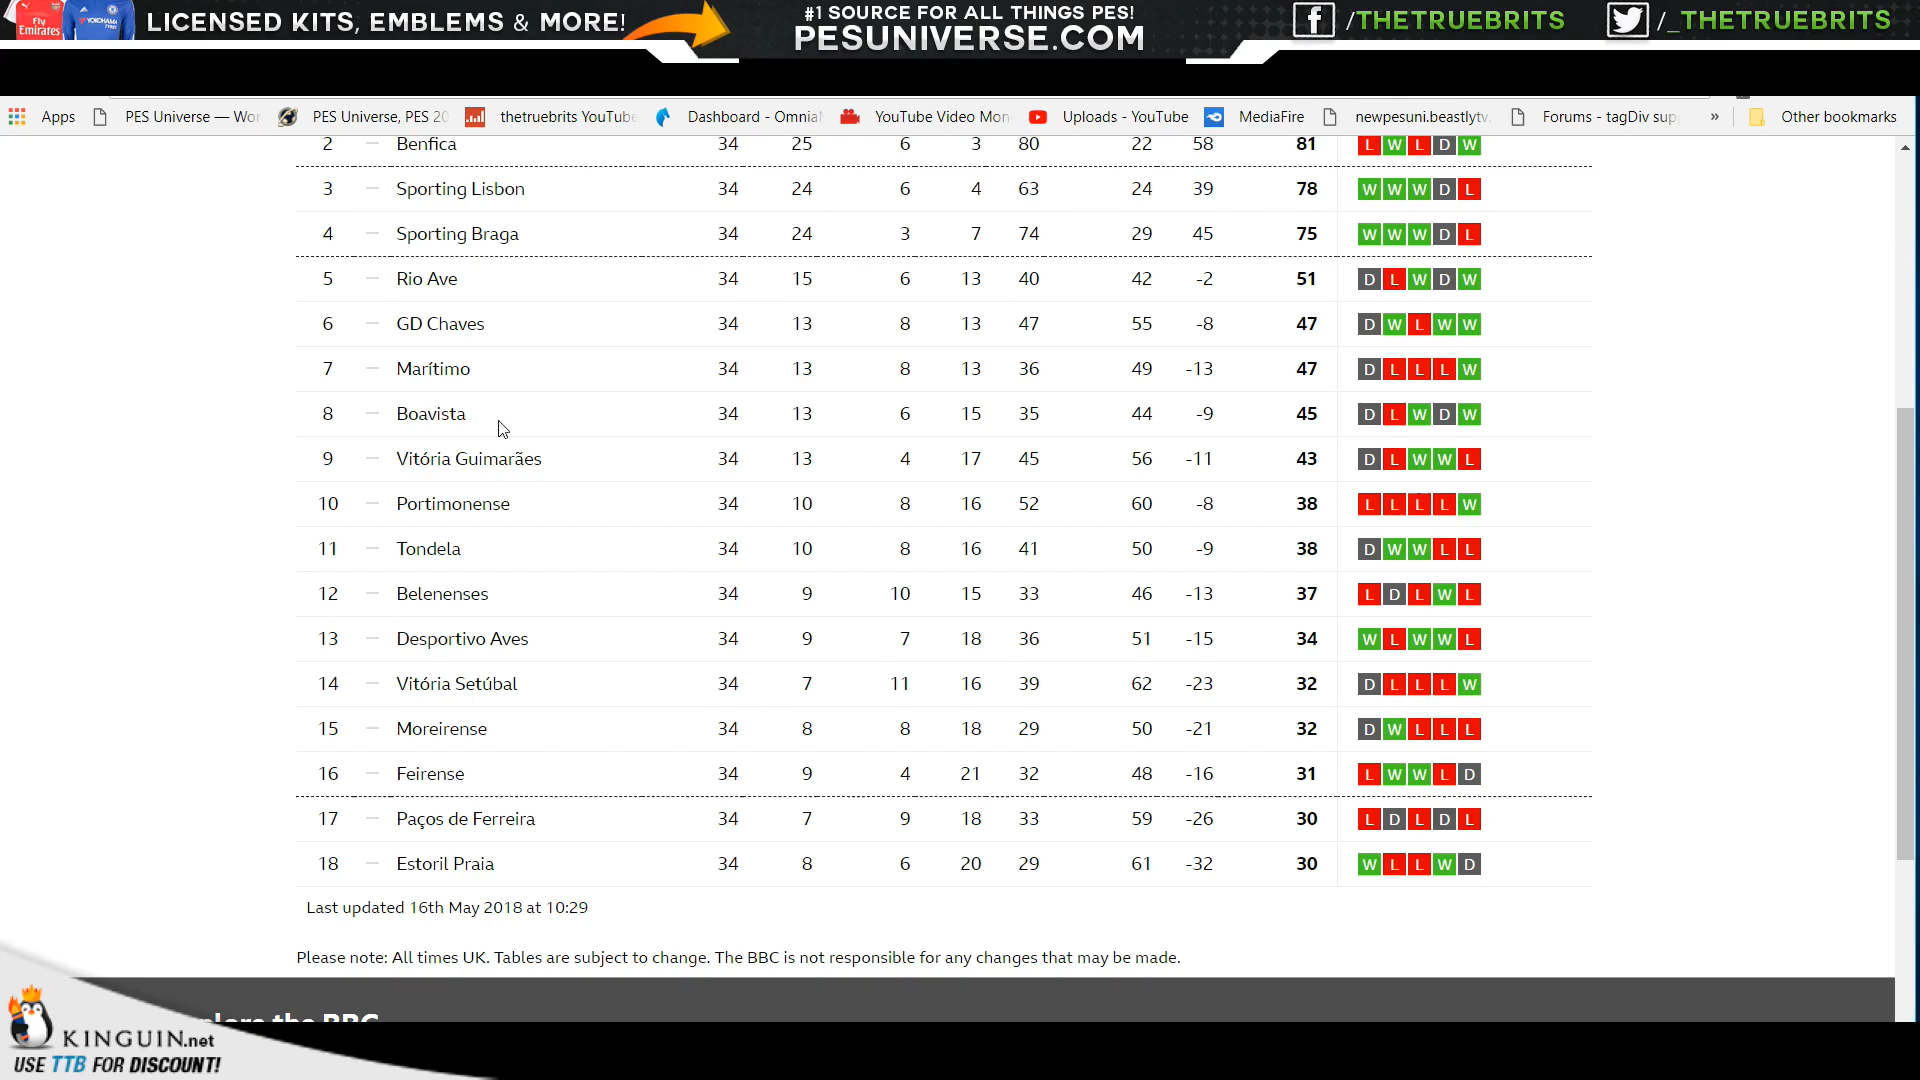 Fly
Emirates
YOKOHAMA
TYRES
LICENSED KITS, EMBLEMS & MORE!
#1 SOURCE FOR ALL THINGS PES!
PESUNIVERSE.COM
f /THETRUEBRITS
/_THETRUEBRITS
Apps PES Universe — Wor PES Universe, PES 20 thetruebrits YouTube Dashboard - Omnia YouTube Video Mon Uploads - YouTube MediaFire newpesuni.beastlytv. Forums - tagDiv sup » Other bookmarks
2 Benfica 34 25 6 3 80 22 58 81 L W L D W
3 Sporting Lisbon 34 24 6 4 63 24 39 78 W W W D L
4 Sporting Braga 34 24 3 7 74 29 45 75 W W W D L
5 Rio Ave 34 15 6 13 40 42 -2 51 D L W D W
6 GD Chaves 34 13 8 13 47 55 -8 47 D W L W W
7 Marítimo 34 13 8 13 36 49 -13 47 D L L L W
8 Boavista 34 13 6 15 35 44 -9 45 D L W D W
9 Vitória Guimarães 34 13 4 17 45 56 -11 43 D L W W L
10 Portimonense 34 10 8 16 52 60 -8 38 L L L L W
11 Tondela 34 10 8 16 41 50 -9 38 D W W L L
12 Belenenses 34 9 10 15 33 46 -13 37 L D L W L
13 Desportivo Aves 34 9 7 18 36 51 -15 34 W L W W L
14 Vitória Setúbal 34 7 11 16 39 62 -23 32 D L L L W
15 Moreirense 34 8 8 18 29 50 -21 32 D W L L L
16 Feirense 34 9 4 21 32 48 -16 31 L W W L D
17 Paços de Ferreira 34 7 9 18 33 59 -26 30 L D L D L
18 Estoril Praia 34 8 6 20 29 61 -32 30 W L L W D
Last updated 16th May 2018 at 10:29
Please note: All times UK. Tables are subject to change. The BBC is not responsible for any changes that may be made.
plore the BBC
KINGUIN.net
USE TTB FOR DISCOUNT!